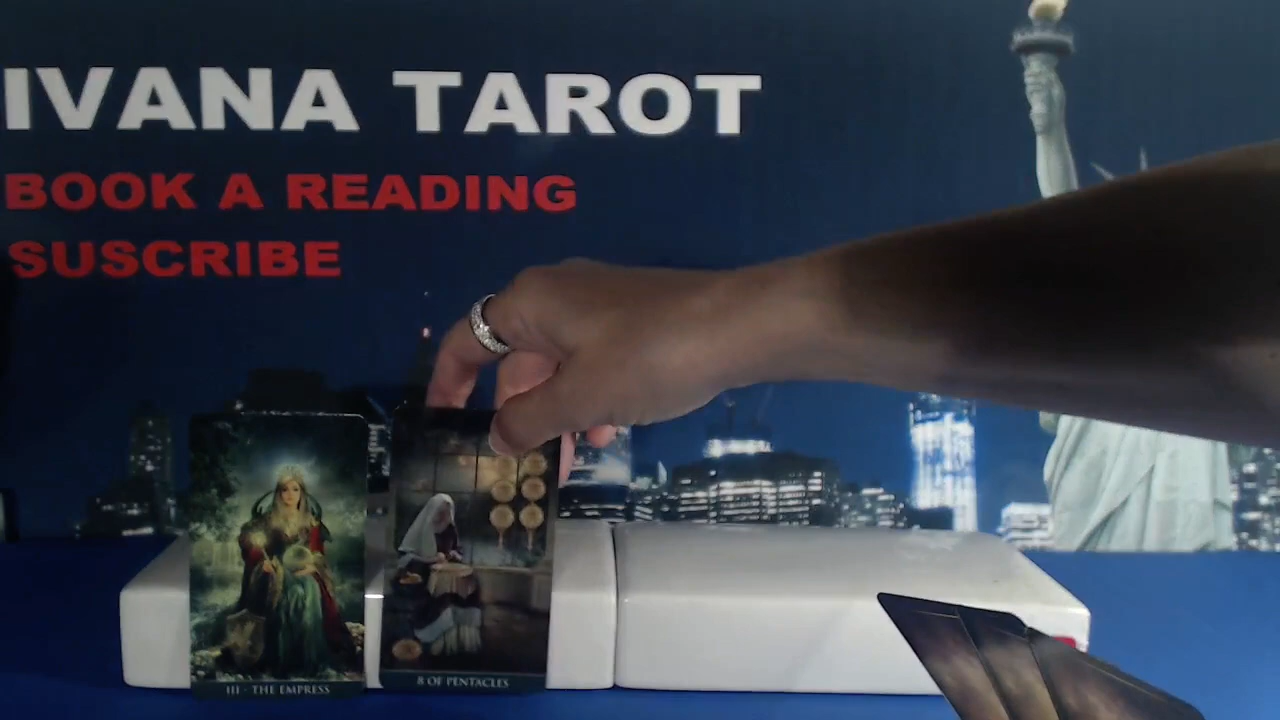 IVANA TAROT
BOOK A READING
SUSCRIBE
III · THE EMPRESS
8 OF PENTACLES